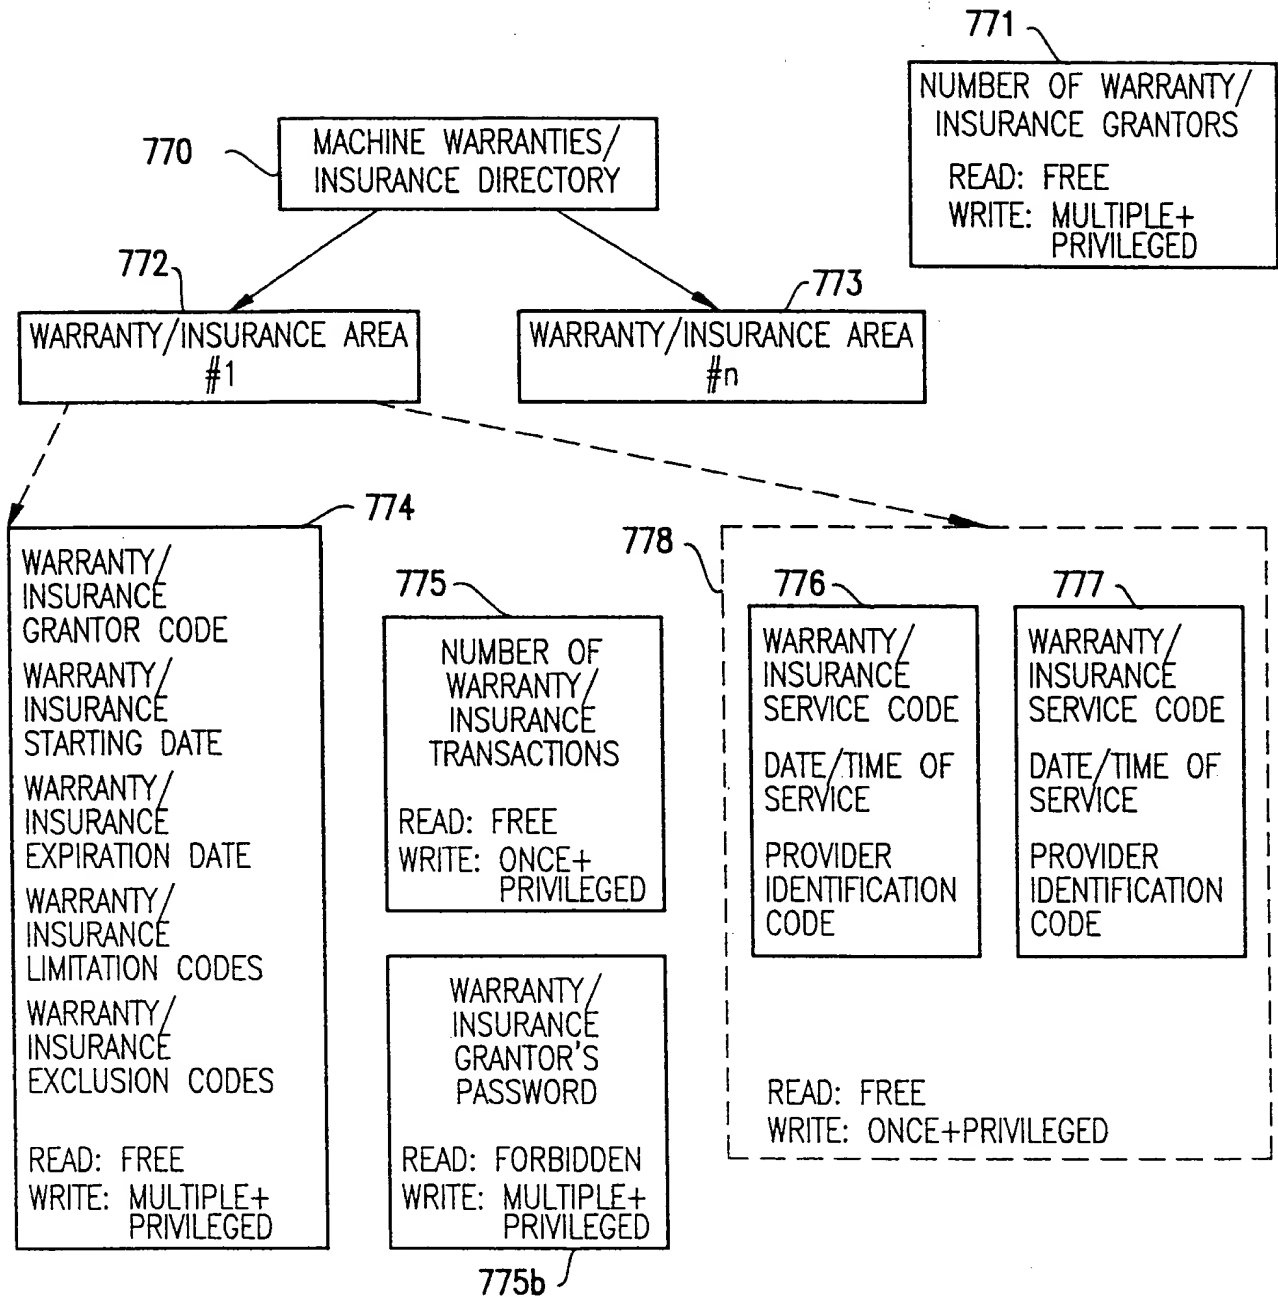 771
NUMBER OF WARRANTY/
INSURANCE GRANTORS
READ: FREE
WRITE: MULTIPLE+
PRIVILEGED
770
MACHINE WARRANTIES/
INSURANCE DIRECTORY
772
WARRANTY/INSURANCE AREA
#1
773
WARRANTY/INSURANCE AREA
#n
774
WARRANTY/
INSURANCE
GRANTOR CODE
WARRANTY/
INSURANCE
STARTING DATE
WARRANTY/
INSURANCE
EXPIRATION DATE
WARRANTY/
INSURANCE
LIMITATION CODES
WARRANTY/
INSURANCE
EXCLUSION CODES
READ: FREE
WRITE: MULTIPLE+
PRIVILEGED
775
NUMBER OF
WARRANTY/
INSURANCE
TRANSACTIONS
READ: FREE
WRITE: ONCE+
PRIVILEGED
WARRANTY/
INSURANCE
GRANTOR'S
PASSWORD
READ: FORBIDDEN
WRITE: MULTIPLE+
PRIVILEGED
775b
778
776
WARRANTY/
INSURANCE
SERVICE CODE
DATE/TIME OF
SERVICE
PROVIDER
IDENTIFICATION
CODE
777
WARRANTY/
INSURANCE
SERVICE CODE
DATE/TIME OF
SERVICE
PROVIDER
IDENTIFICATION
CODE
READ: FREE
WRITE: ONCE+PRIVILEGED